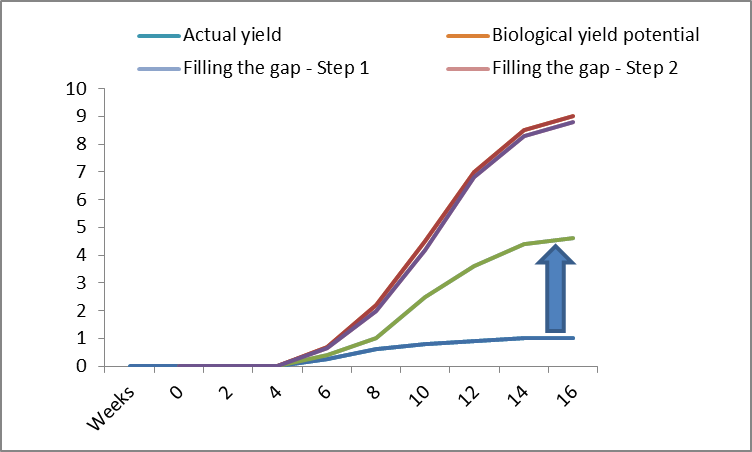 Actual yield
Biological yield potential
Filling the gap - Step 1
Filling the gap - Step 2
10
9
8
7
6
5
4
3
2
1
0
Weeks 0 2 4 6 8 10 12 14 16